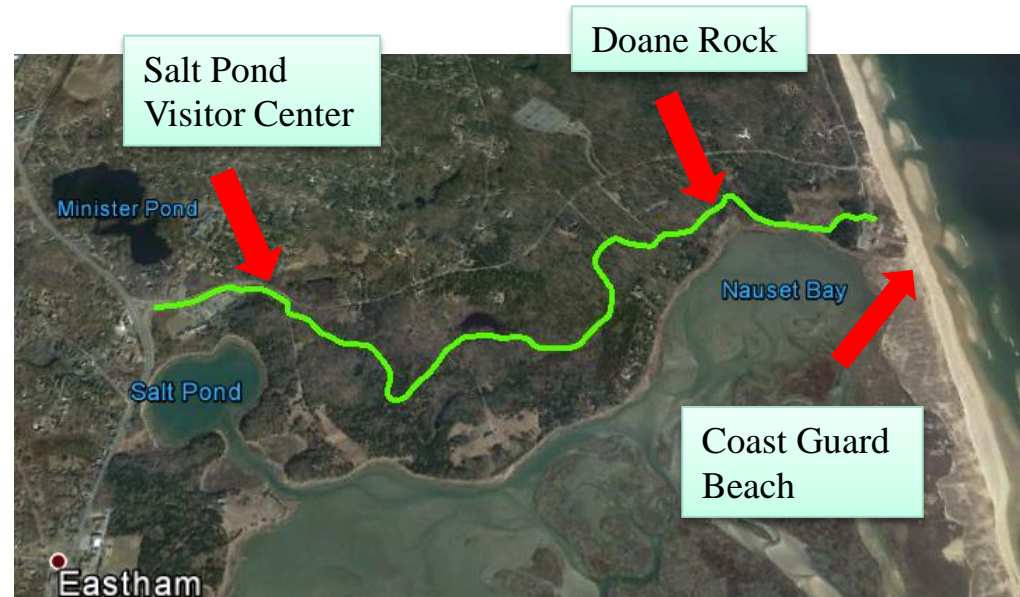 Doane Rock
Salt Pond
Visitor Center
Minister Pond
Nauset Bay
Salt Pond
Coast Guard
Beach
Eastham